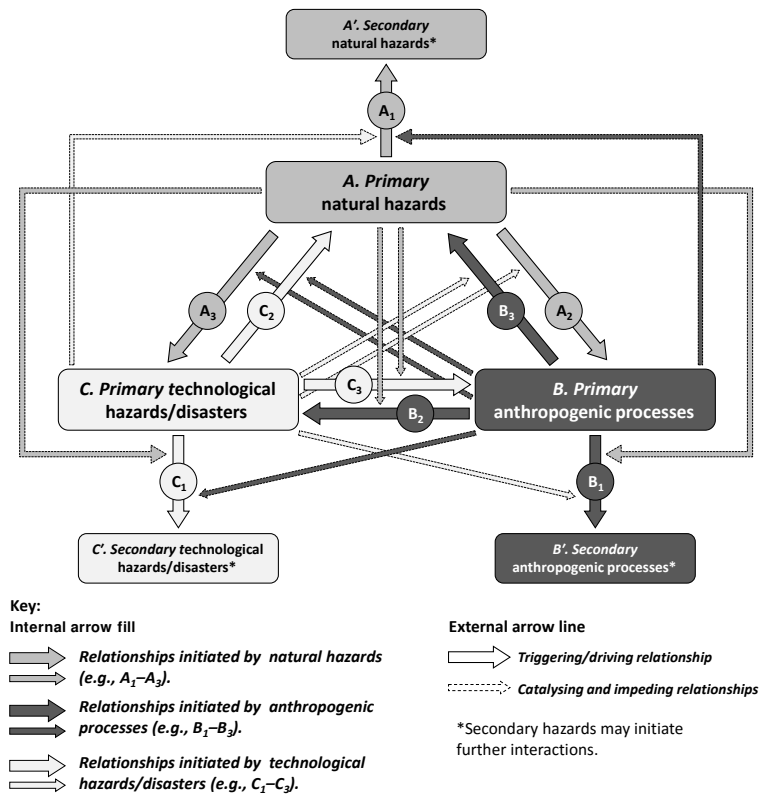 A'. Secondary
natural hazards*
A₁
A. Primary
natural hazards
A₃
C₂
B₃
A₂
C. Primary technological
hazards/disasters
C₃
B₂
B. Primary
anthropogenic processes
C₁
B₁
C'. Secondary technological
hazards/disasters*
B'. Secondary
anthropogenic processes*
Key:
Internal arrow fill
Relationships initiated by natural hazards
(e.g., A₁–A₃).
Relationships initiated by anthropogenic
processes (e.g., B₁–B₃).
Relationships initiated by technological
hazards/disasters (e.g., C₁–C₃).
External arrow line
Triggering/driving relationship
Catalysing and impeding relationships
*Secondary hazards may initiate
further interactions.